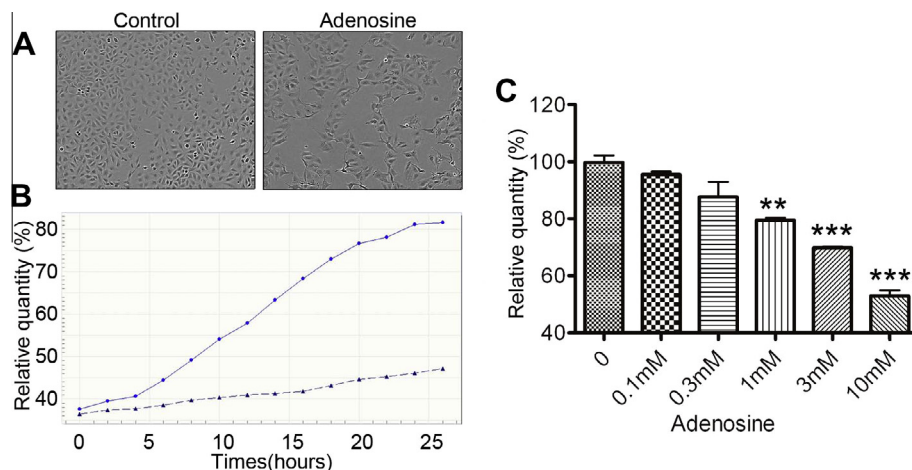 Control
Adenosine
A
B
Relative quantity (%)
80
70
60
50
40
0
5
10
15
20
25
Times(hours)
C
Relative quantity (%)
120
100
80
60
40
**
***
***
0
0.1mM
0.3mM
1mM
3mM
10mM
Adenosine